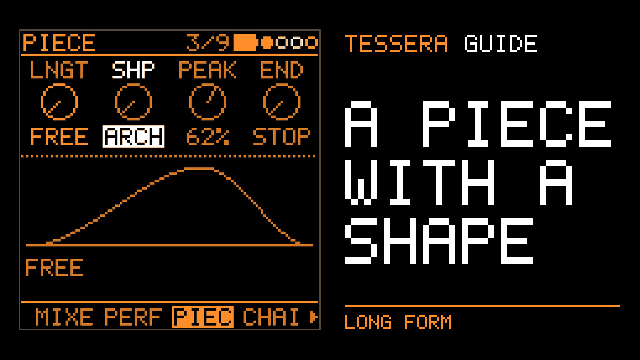 PIECE 3/9
LNGT SHP PEAK END
FREE ARCH 62% STOP
FREE
MIXE PERF PIEC CHAI
TESSERA GUIDE
A PIECE
WITH A
SHAPE
LONG FORM